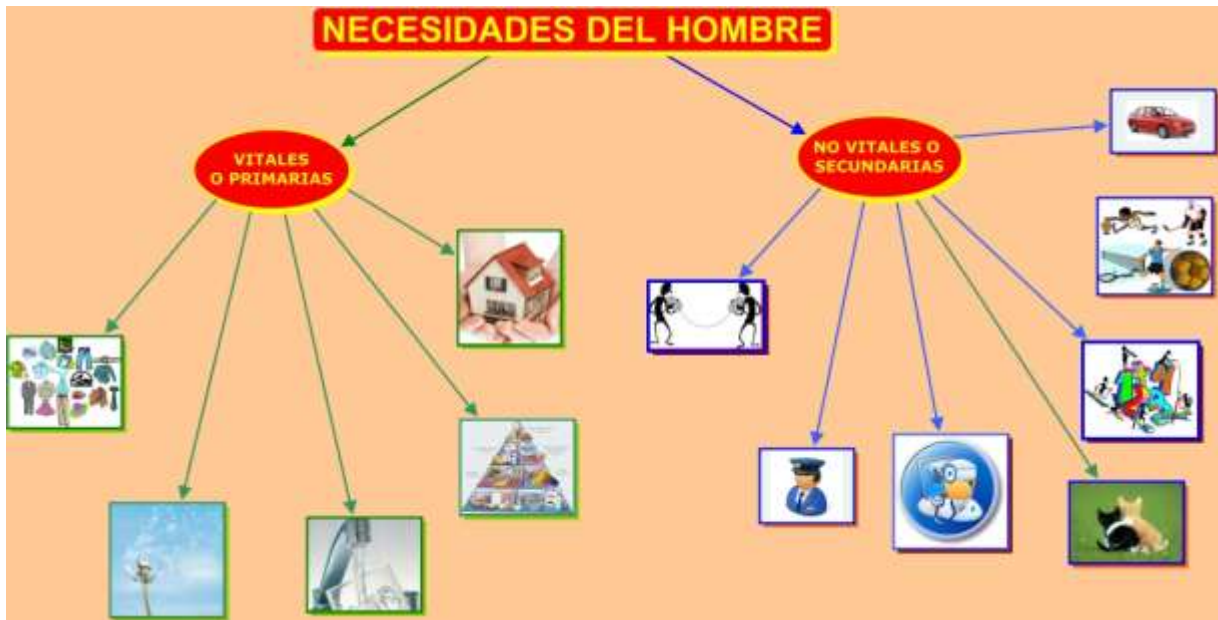 NECESIDADES DEL HOMBRE
VITALES
O PRIMARIAS
NO VITALES O
SECUNDARIAS